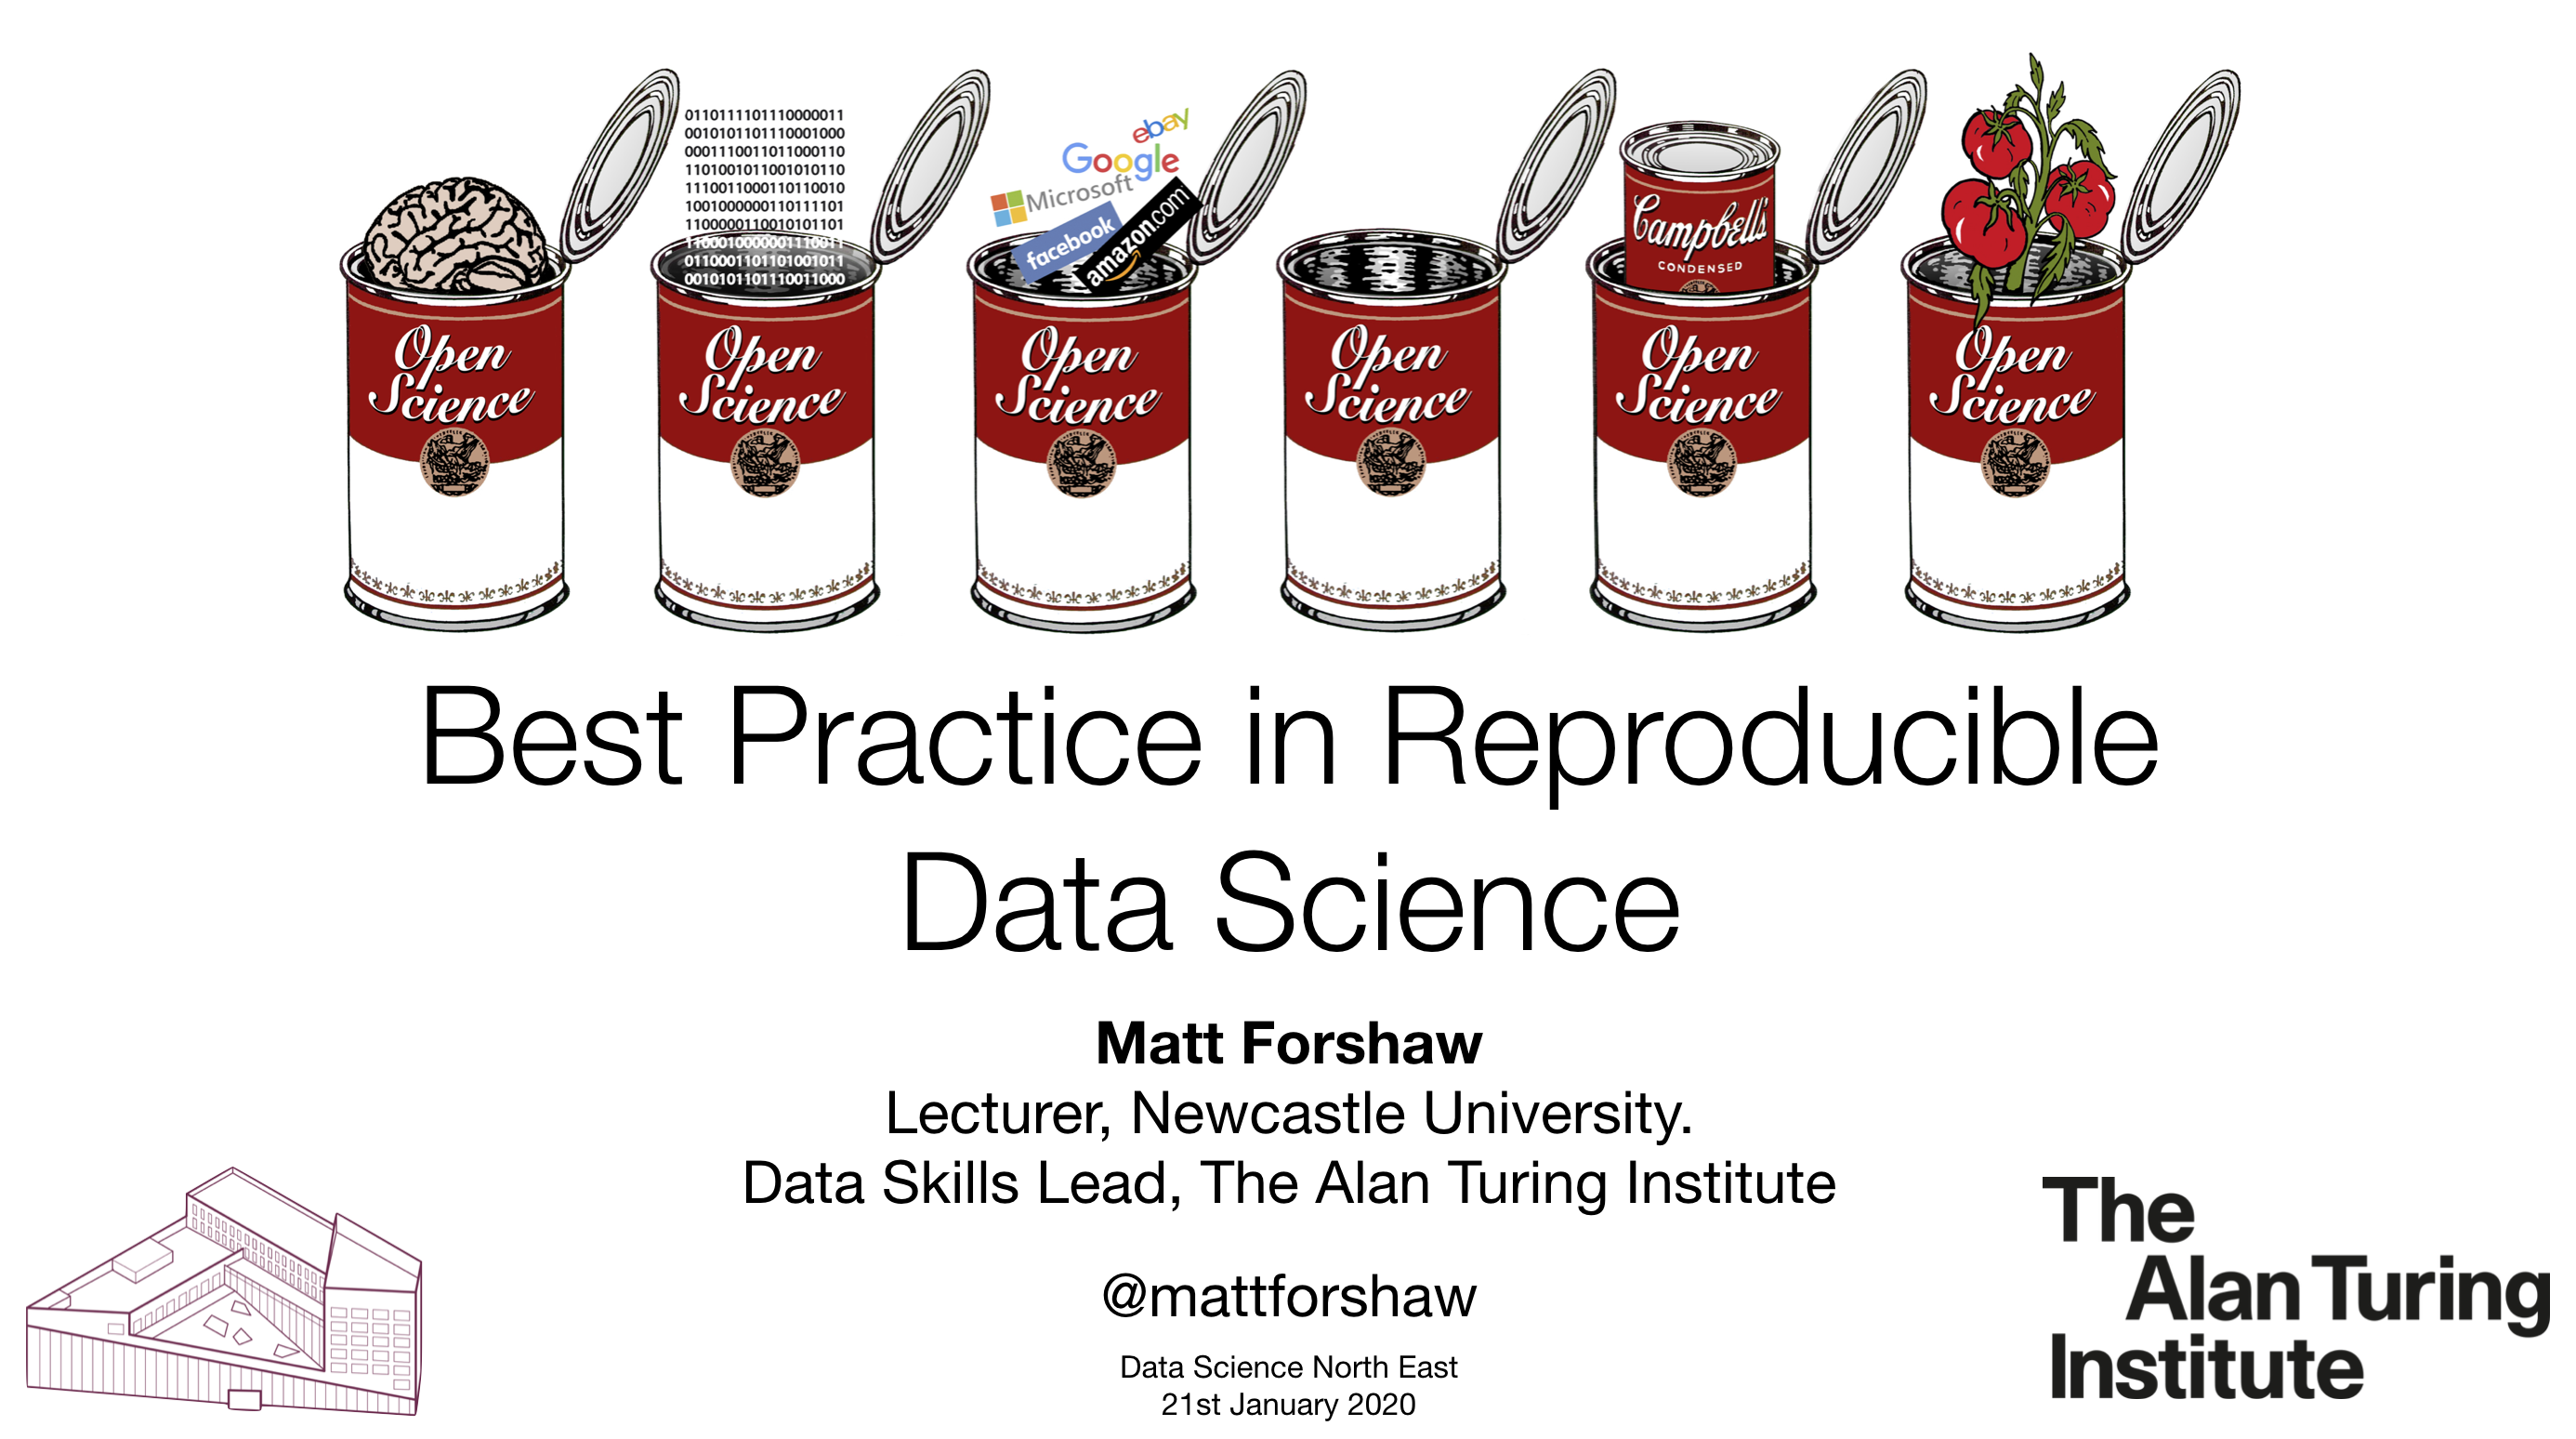 0110111101110000011
0010101101110001000
0001110011011000110
1101001011001010110
1110011000110110010
1001000000110111101
1100000110010101101
1100010000001110011
0110001101101001011
0010101101110011000
ebay
Google
Microsoft
facebook
amazon.com
Campbell's
CONDENSED
Open
Science
Open
Science
Open
Science
Open
Science
Open
Science
Open
Science
Best Practice in Reproducible
Data Science
Matt Forshaw
Lecturer, Newcastle University.
Data Skills Lead, The Alan Turing Institute
@mattforshaw
Data Science North East
21st January 2020
The
Alan Turing
Institute